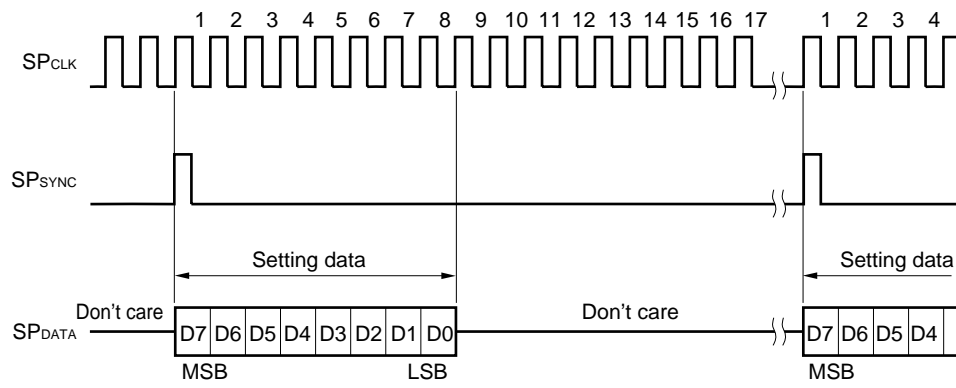 1 2 3 4 5 6 7 8 9 10 11 12 13 14 15 16 17 1 2 3 4
SPCLK
SPSYNC
Setting data Setting data
Don't care Don't care
SPDATA D7 D6 D5 D4 D3 D2 D1 D0 D7 D6 D5 D4
MSB LSB MSB